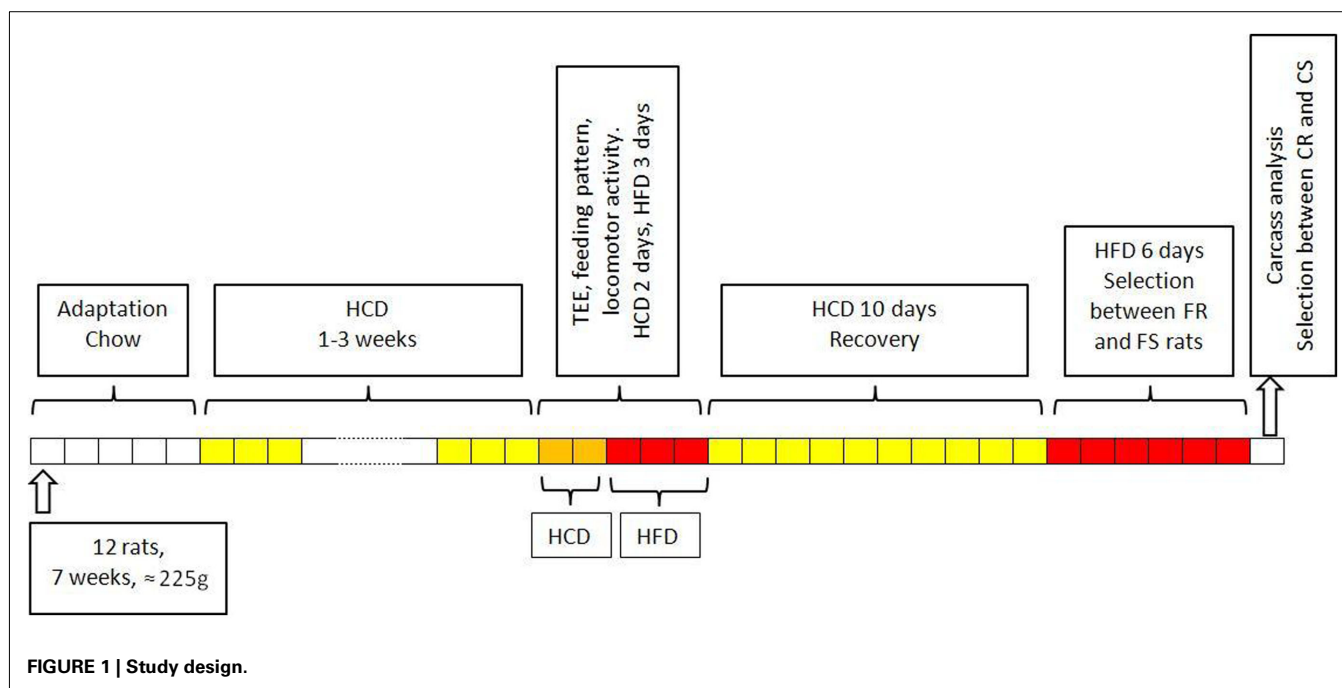 Adaptation
Chow
HCD
1-3 weeks
TEE, feeding pattern,
locomotor activity.
HCD 2 days, HFD 3 days
HCD 10 days
Recovery
HFD 6 days
Selection
between FR
and FS rats
Carcass analysis
Selection between CR and CS
12 rats,
7 weeks, ≈ 225g
HCD
HFD
FIGURE 1 | Study design.